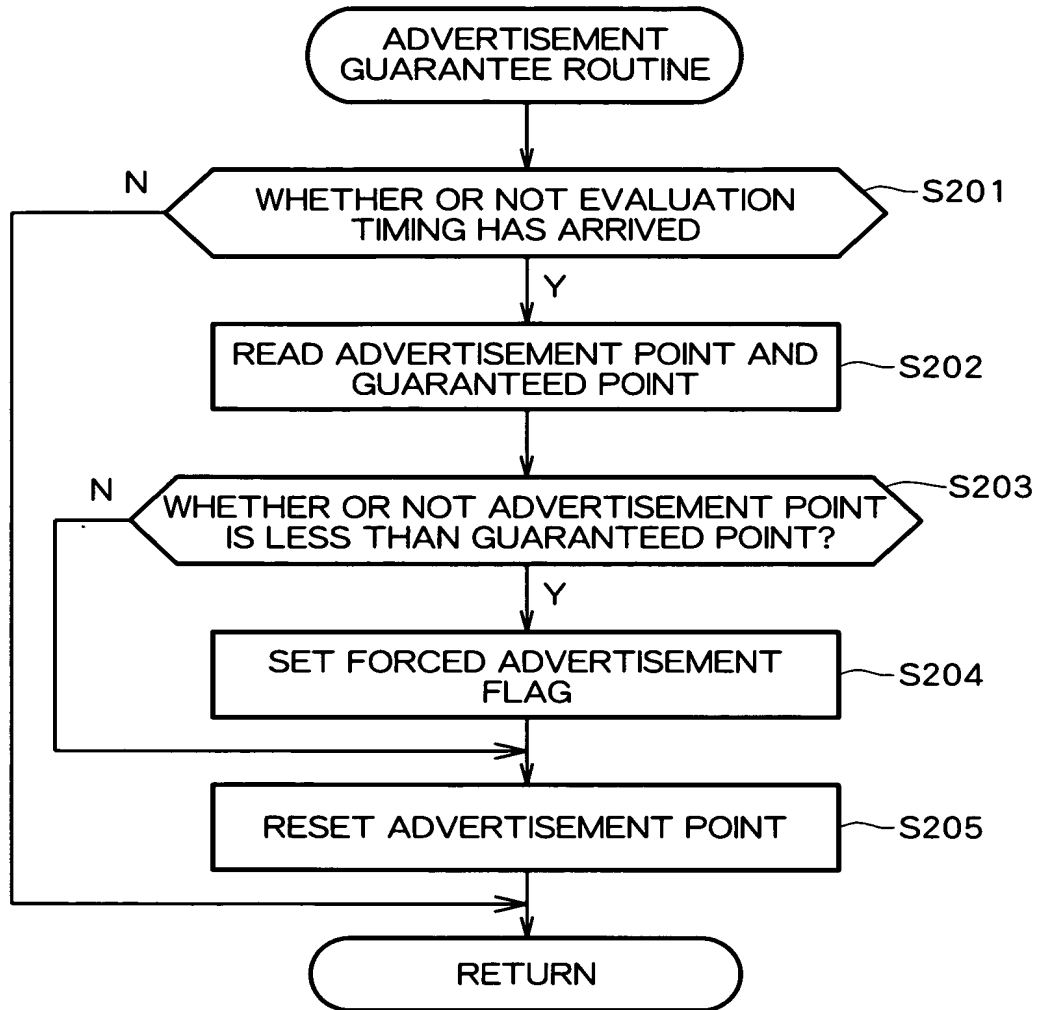 ADVERTISEMENT
GUARANTEE ROUTINE
N
WHETHER OR NOT EVALUATION
TIMING HAS ARRIVED
S201
Y
READ ADVERTISEMENT POINT AND
GUARANTEED POINT
S202
N
WHETHER OR NOT ADVERTISEMENT POINT
IS LESS THAN GUARANTEED POINT?
S203
Y
SET FORCED ADVERTISEMENT
FLAG
S204
RESET ADVERTISEMENT POINT
S205
RETURN